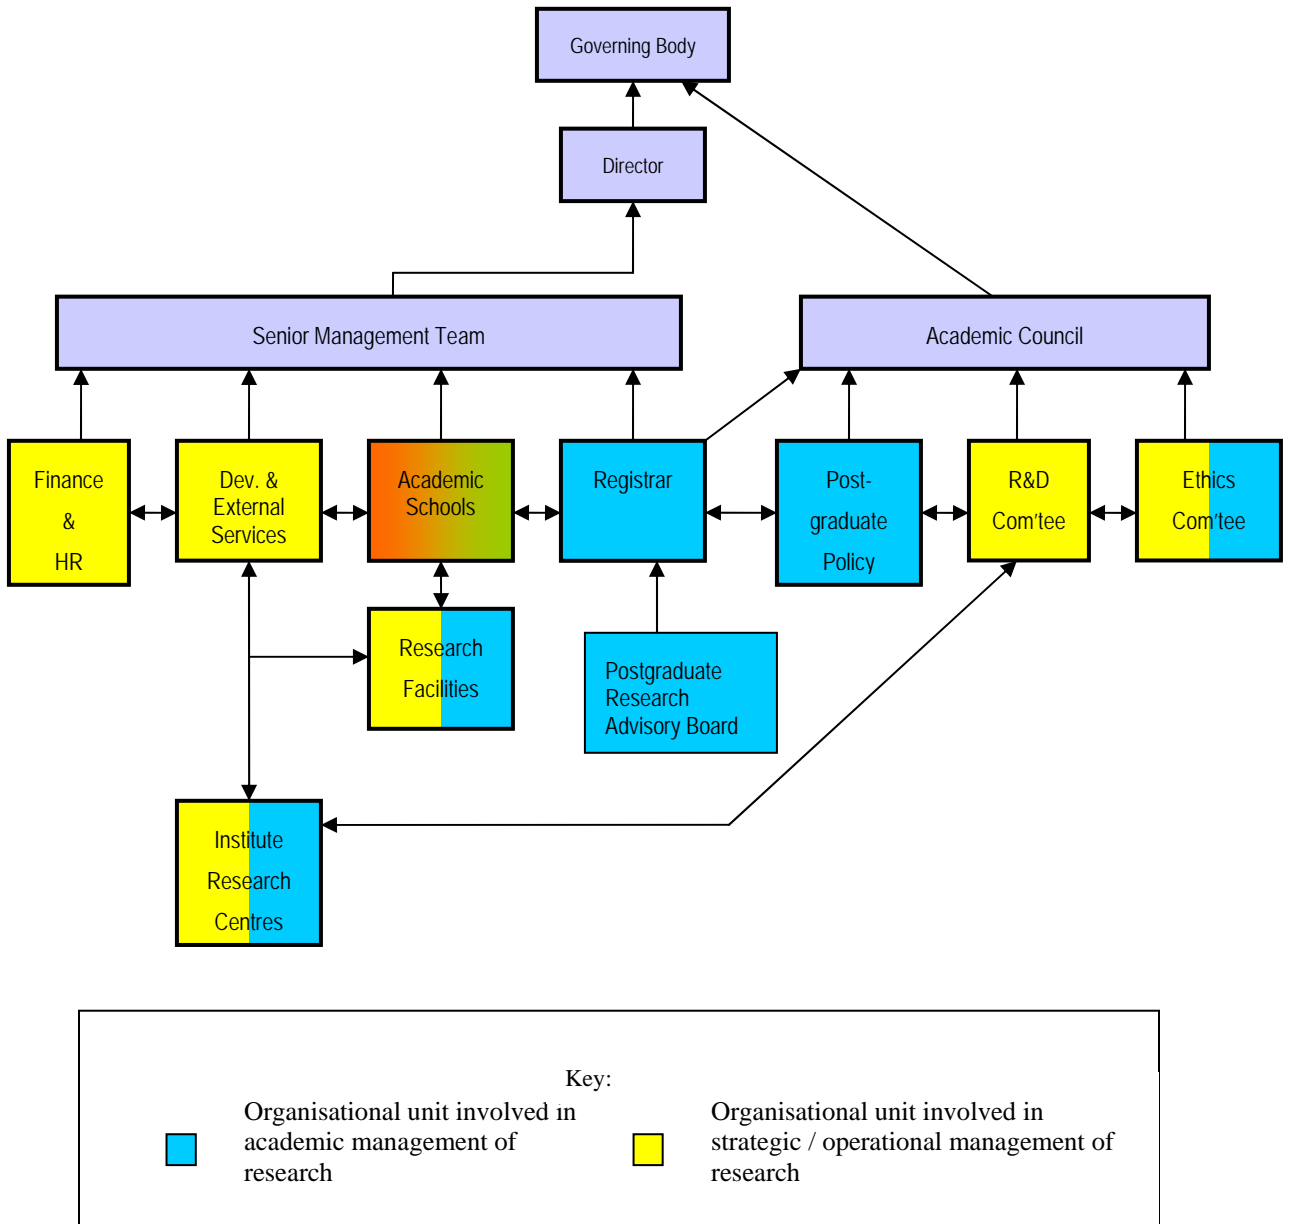 Governing Body
Director
Senior Management Team
Academic Council
Finance
&
HR
Dev. &
External
Services
Academic
Schools
Registrar
Post-
graduate
Policy
R&D
Com'tee
Ethics
Com'tee
Research
Facilities
Postgraduate
Research
Advisory Board
Institute
Research
Centres
Key:
Organisational unit involved in
academic management of
research
Organisational unit involved in
strategic / operational management of
research